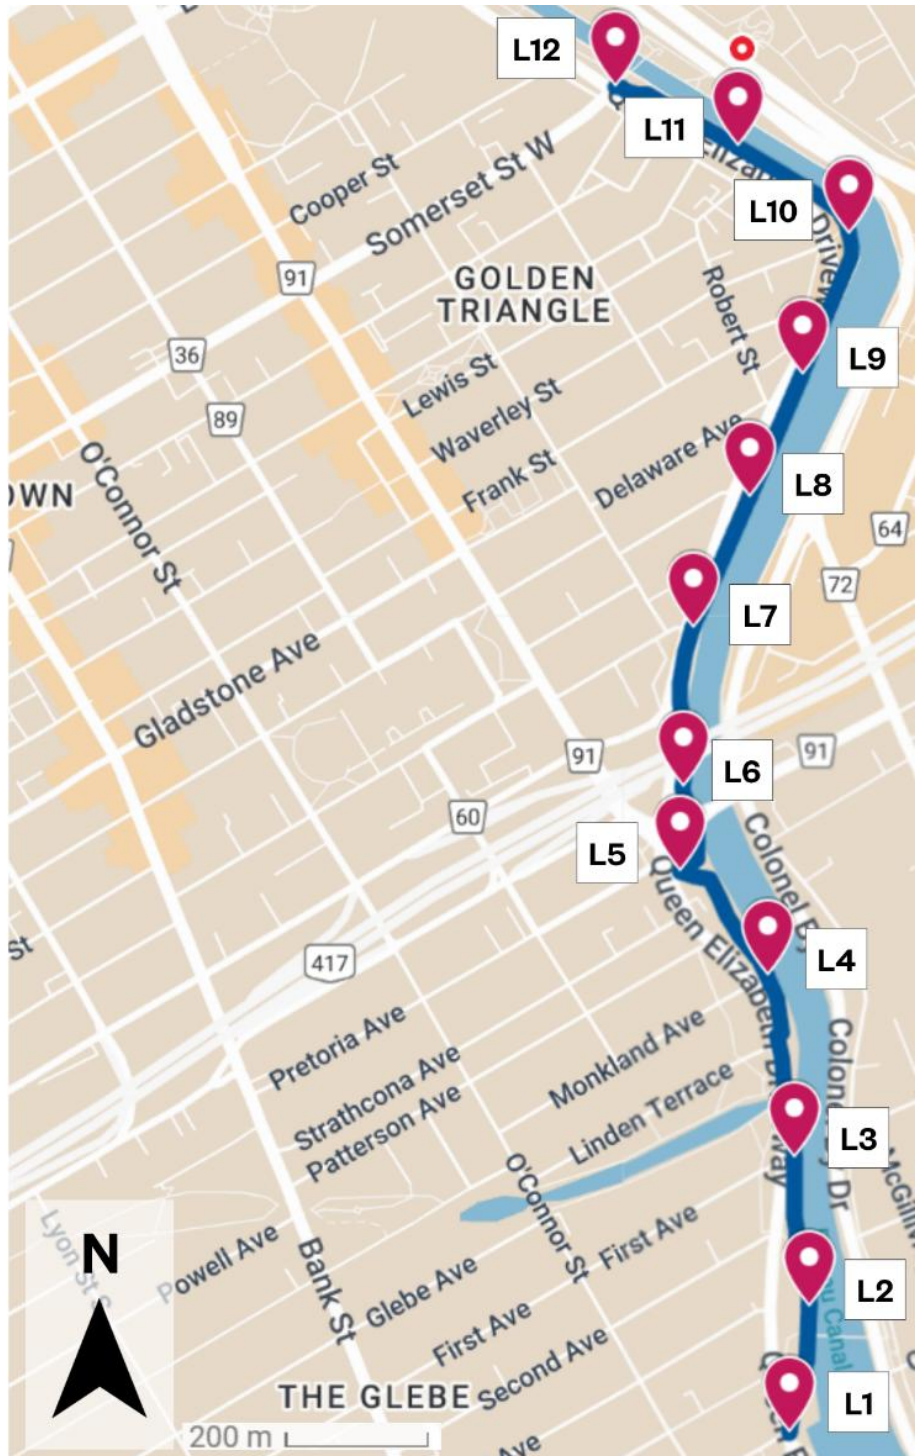 L12
L11
Cooper St
Somerset St W
L10
91
GOLDEN
TRIANGLE
Robert St
36
L9
Lewis St
89
Waverley St
O'Connor St
Delaware Ave
L8
Frank St
OWN
64
72
L7
Gladstone Ave
91
91
L6
60
L5
Colonel By
Queen Elizabeth Driveway
L4
St
417
Pretoria Ave
Monkland Ave
Colonel By Dr
Strathcona Ave
Linden Terrace
Patterson Ave
L3
O'Connor St
N
Powell Ave
First Ave
Bank St
Glebe Ave
L2
First Ave
Second Ave
THE GLEBE
L1
200 m
Ave